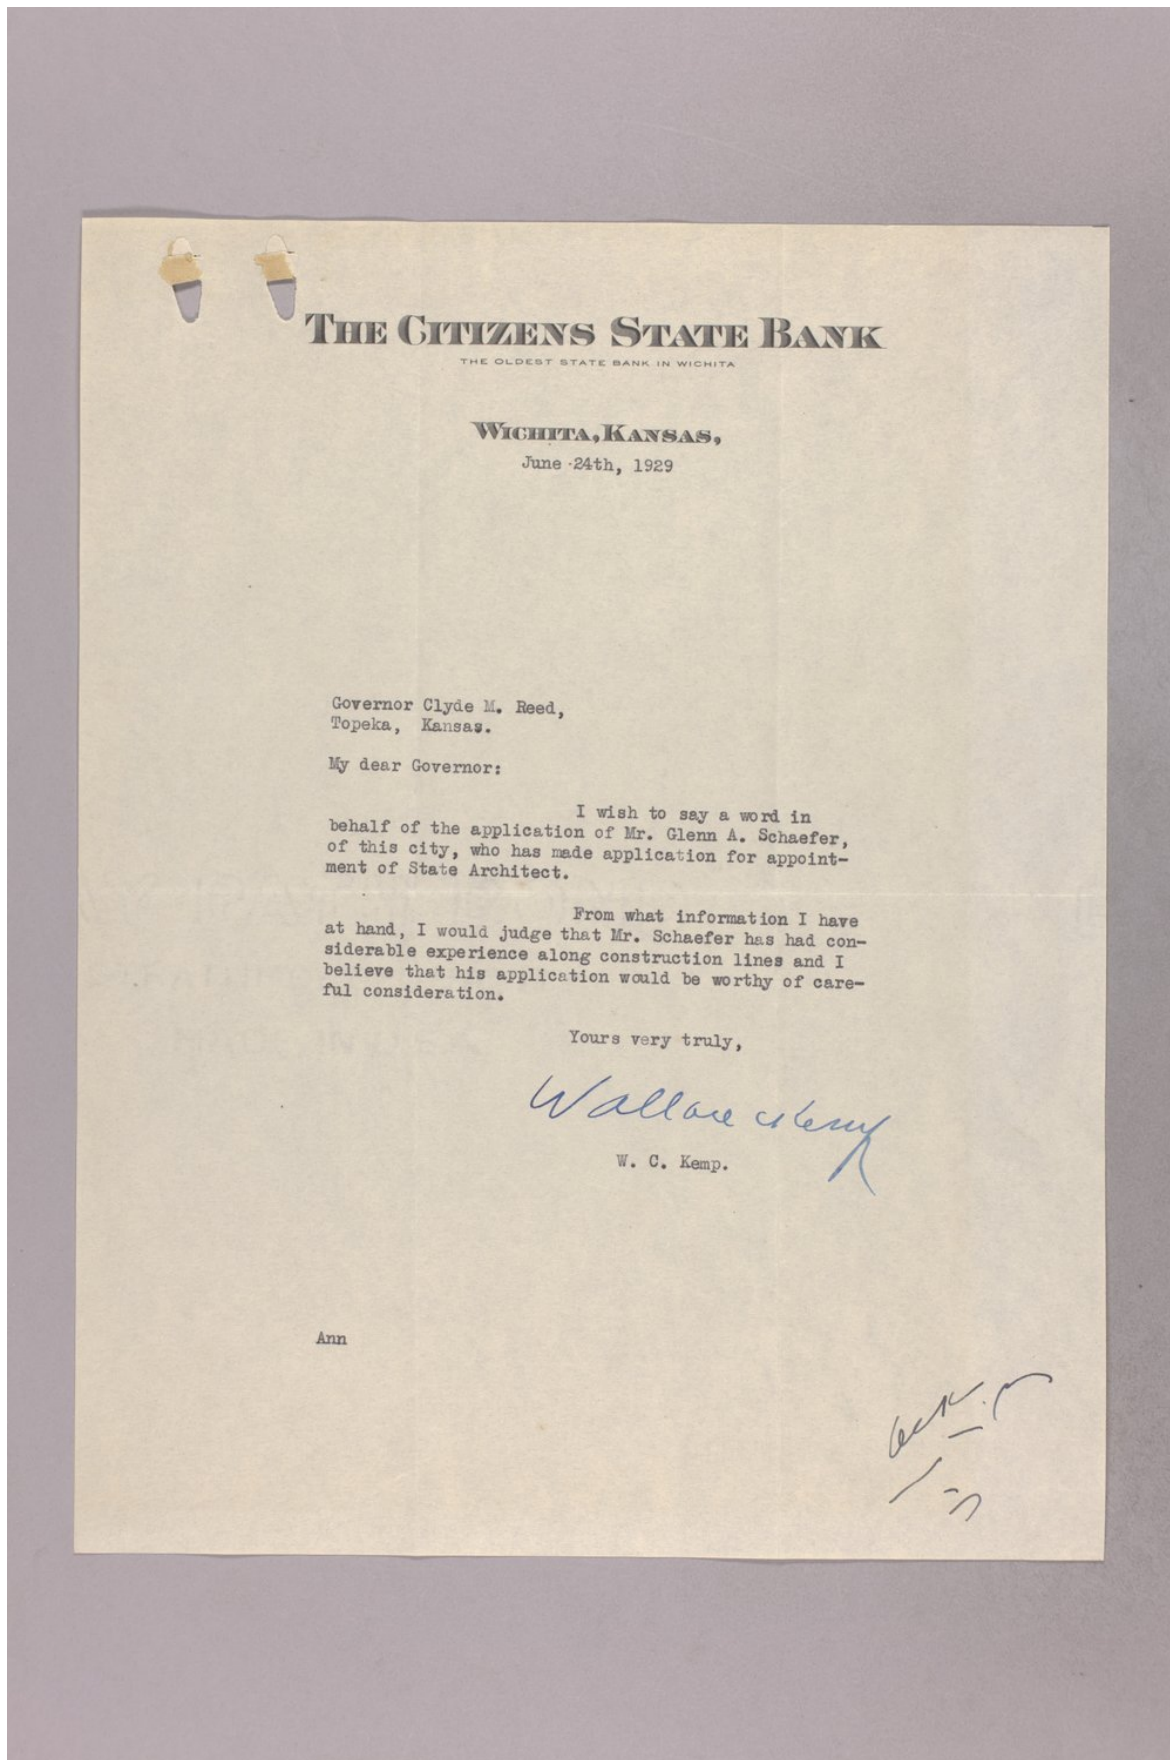 THE CITIZENS STATE BANK
THE OLDEST STATE BANK IN WICHITA
WICHITA, KANSAS,
June 24th, 1929
Governor Clyde M. Reed,
Topeka, Kansas.
My dear Governor:
I wish to say a word in
behalf of the application of Mr. Glenn A. Schaefer,
of this city, who has made application for appoint-
ment of State Architect.
From what information I have
at hand, I would judge that Mr. Schaefer has had con-
siderable experience along construction lines and I
believe that his application would be worthy of care-
ful consideration.
Yours very truly,
Wallace C Kemp
W. C. Kemp.
Ann